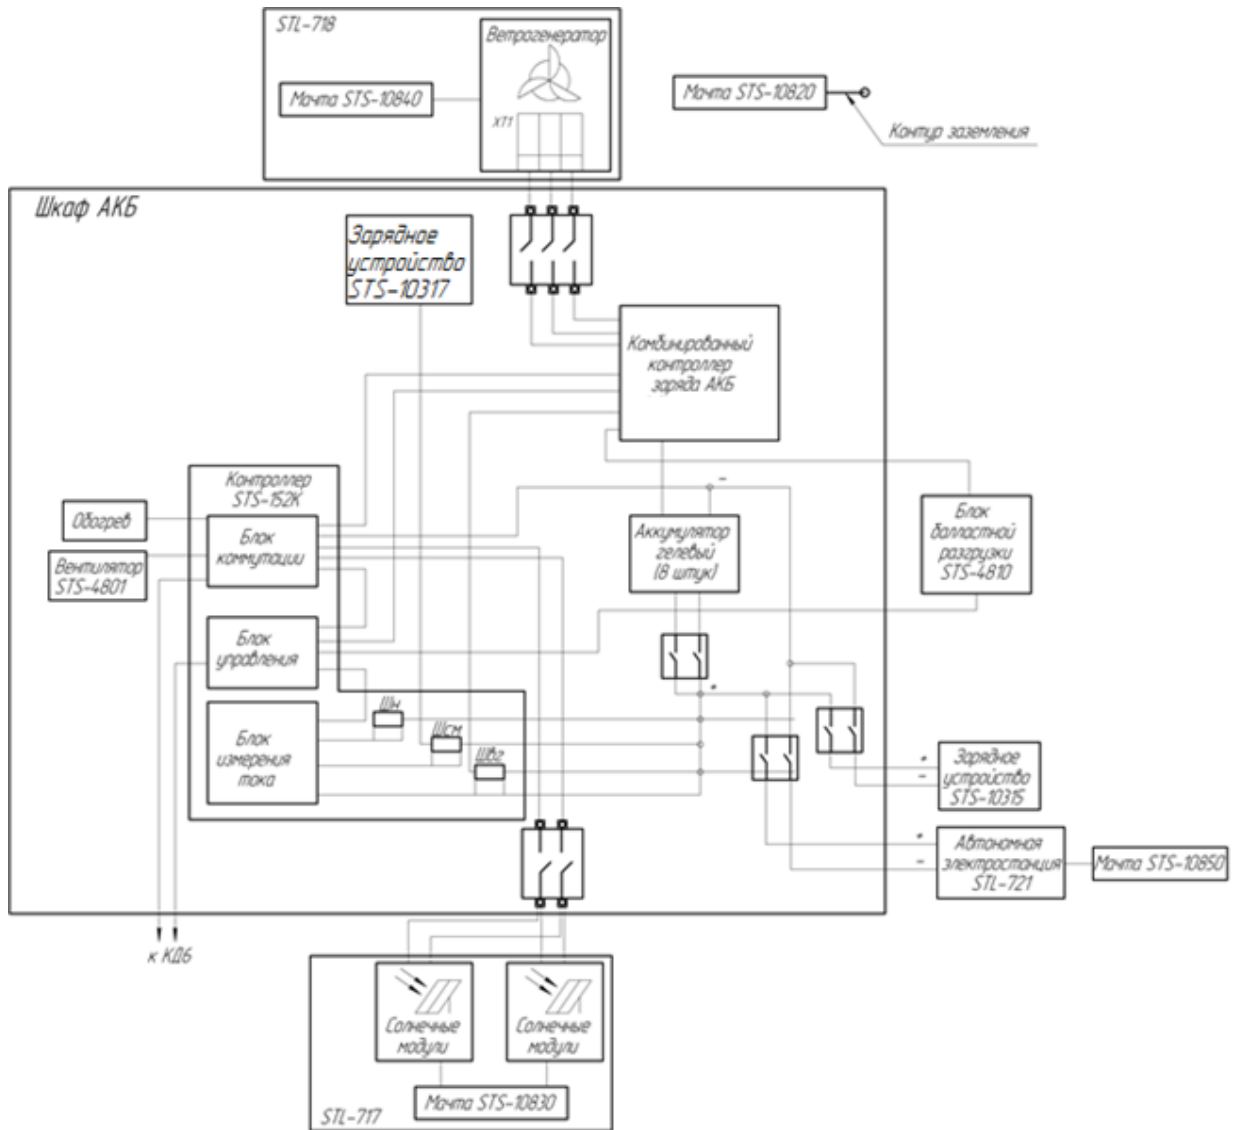 STL-718
Ветрогенератор
Мачта STS-10840
XT1
Мачта STS-10820
Контур заземления
Шкаф АКБ
Зарядное
устройство
STS-10317
Комбинированный
контроллер
заряда АКБ
Контроллер
STS-152K
Обогрев
Блок
коммутации
Вентилятор
STS-4801
-
Аккумулятор
гелевый
(8 штук)
Блок
балластной
разгрузки
STS-4810
Блок
управления
+
Шн
Шсм
Швг
Блок
измерения
тока
+
-
Зарядное
устройство
STS-10315
+
-
Автономная
электростанция
STL-721
Мачта STS-10850
к КД6
Солнечные
модули
Солнечные
модули
Мачта STS-10830
STL-717